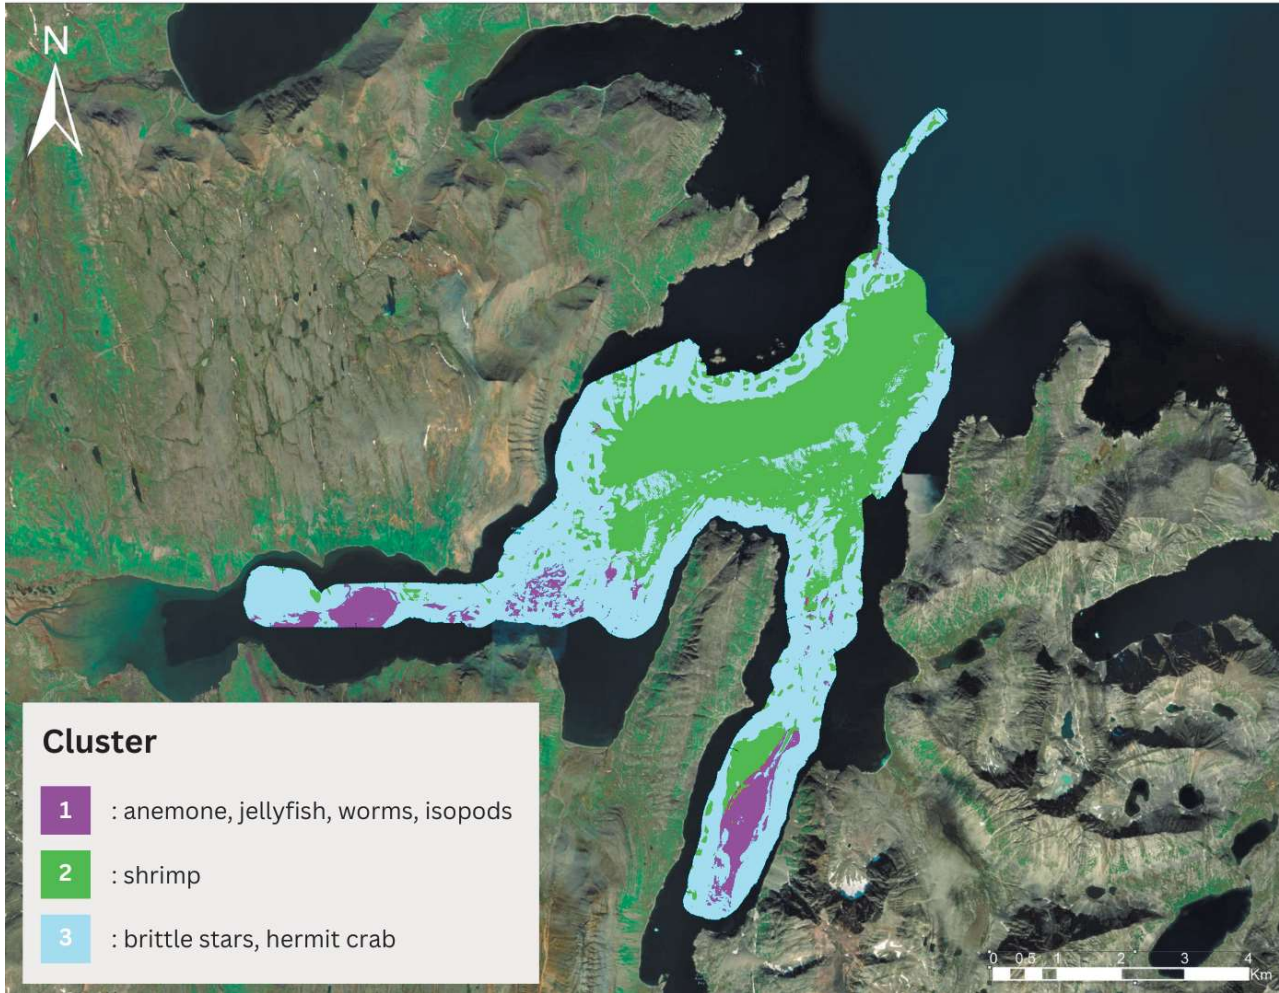 N
Cluster
1 : anemone, jellyfish, worms, isopods
2 : shrimp
3 : brittle stars, hermit crab
0 0.5 1 2 3 4
Km